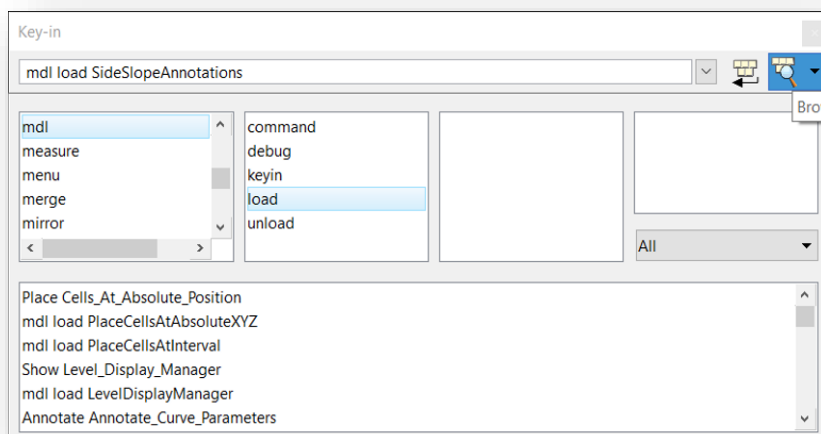 Key-in
mdl load SideSlopeAnnotations
Bro
mdl
measure
menu
merge
mirror
command
debug
keyin
load
unload
All
Place Cells_At_Absolute_Position
mdl load PlaceCellsAtAbsoluteXYZ
mdl load PlaceCellsAtInterval
Show Level_Display_Manager
mdl load LevelDisplayManager
Annotate Annotate_Curve_Parameters